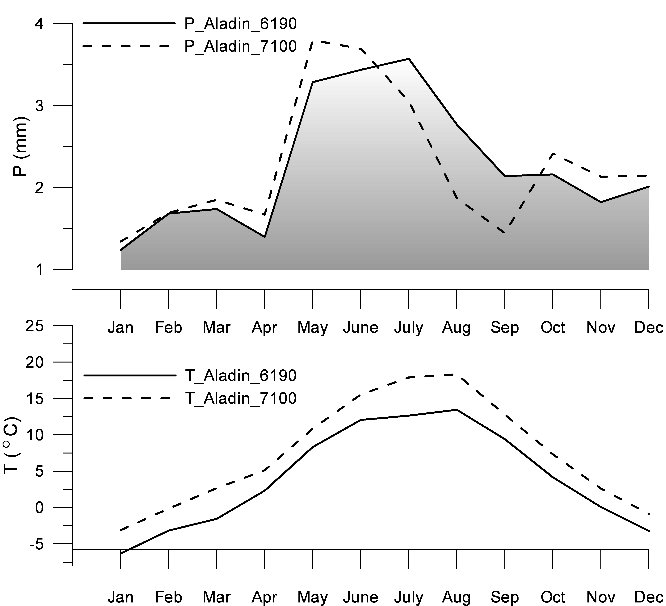 4
P_Aladin_6190
P_Aladin_7100
3
P (mm)
2
1
Jan Feb Mar Apr May June July Aug Sep Oct Nov Dec
25
20
T_Aladin_6190
15
T_Aladin_7100
10
T (°C)
5
0
-5
Jan Feb Mar Apr May June July Aug Sep Oct Nov Dec